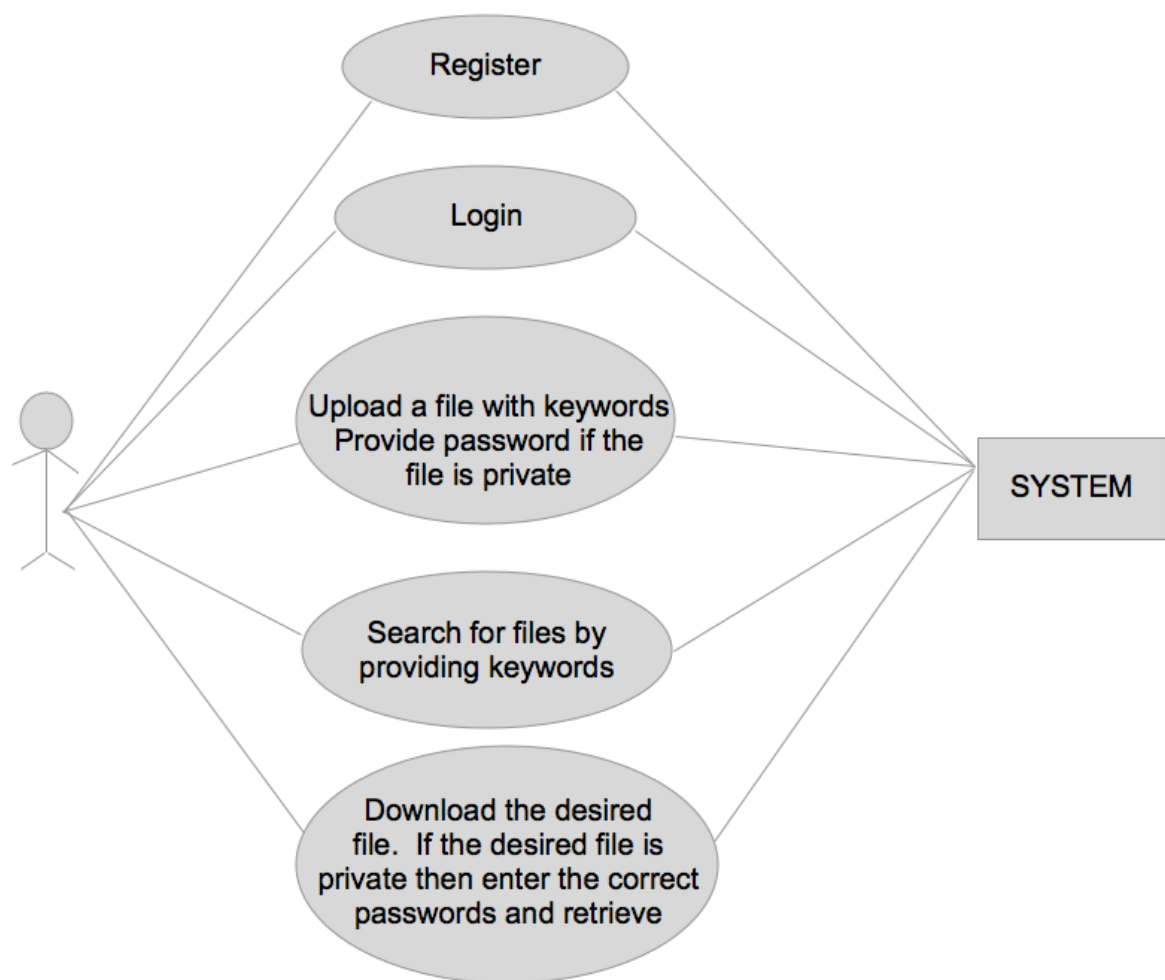 Register
Login
Upload a file with keywords
Provide password if the
file is private
SYSTEM
Search for files by
providing keywords
Download the desired
file.  If the desired file is
private then enter the correct
passwords and retrieve